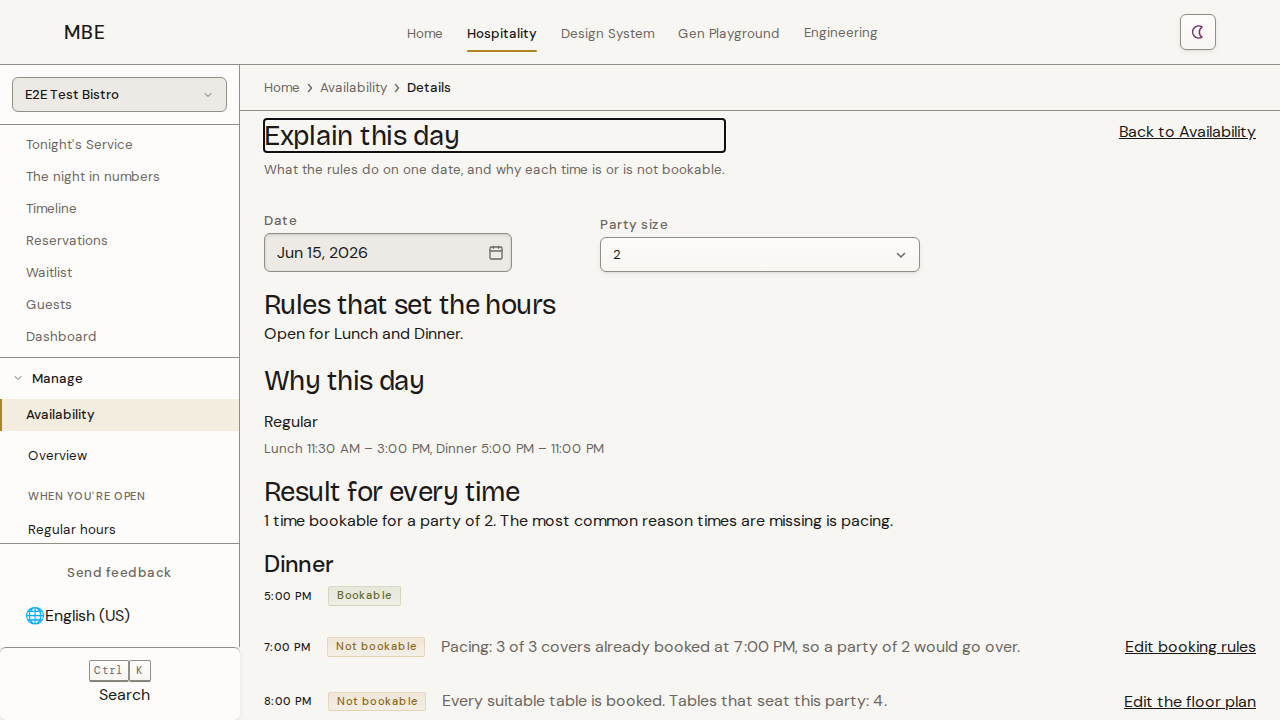 MBE
Home
Hospitality
Design System
Gen Playground
Engineering
E2E Test Bistro
Tonight's Service
The night in numbers
Timeline
Reservations
Waitlist
Guests
Dashboard
Manage
Availability
Overview
WHEN YOU'RE OPEN
Regular hours
Send feedback
🌐English (US)
Ctrl K
Search
Home > Availability > Details
Explain this day
Back to Availability
What the rules do on one date, and why each time is or is not bookable.
Date
Jun 15, 2026
Party size
2
Rules that set the hours
Open for Lunch and Dinner.
Why this day
Regular
Lunch 11:30 AM – 3:00 PM, Dinner 5:00 PM – 11:00 PM
Result for every time
1 time bookable for a party of 2. The most common reason times are missing is pacing.
Dinner
5:00 PM Bookable
7:00 PM Not bookable Pacing: 3 of 3 covers already booked at 7:00 PM, so a party of 2 would go over. Edit booking rules
8:00 PM Not bookable Every suitable table is booked. Tables that seat this party: 4. Edit the floor plan